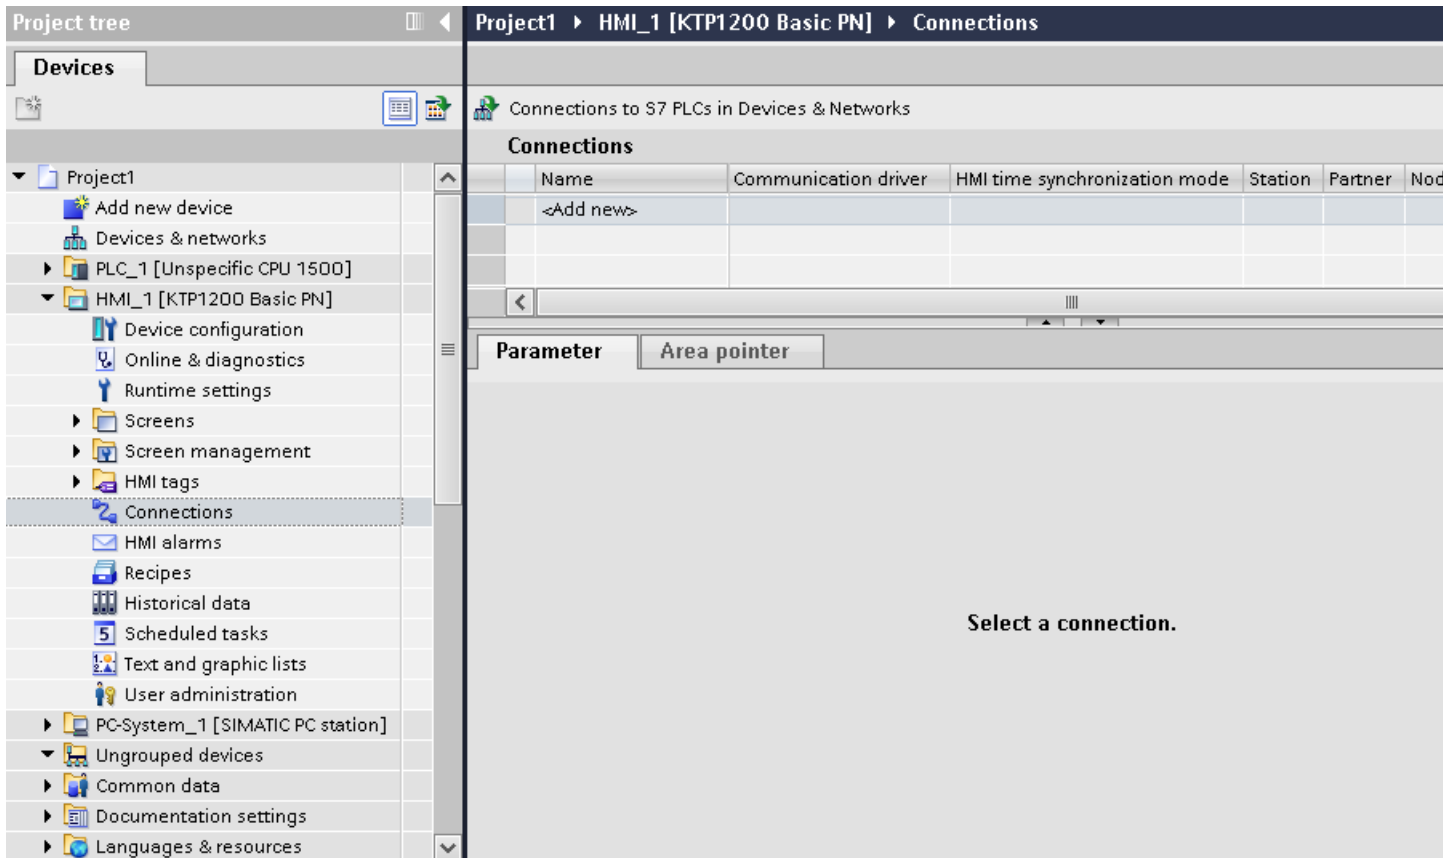 Project tree
Devices
Project1
Add new device
Devices & networks
PLC_1 [Unspecific CPU 1500]
HMI_1 [KTP1200 Basic PN]
Device configuration
Online & diagnostics
Runtime settings
Screens
Screen management
HMI tags
Connections
HMI alarms
Recipes
Historical data
Scheduled tasks
Text and graphic lists
User administration
PC-System_1 [SIMATIC PC station]
Ungrouped devices
Common data
Documentation settings
Languages & resources
Project1 HMI_1 [KTP1200 Basic PN] Connections
Connections to S7 PLCs in Devices & Networks
Connections
Name Communication driver HMI time synchronization mode Station Partner Nod
<Add new>
Parameter Area pointer
Select a connection.